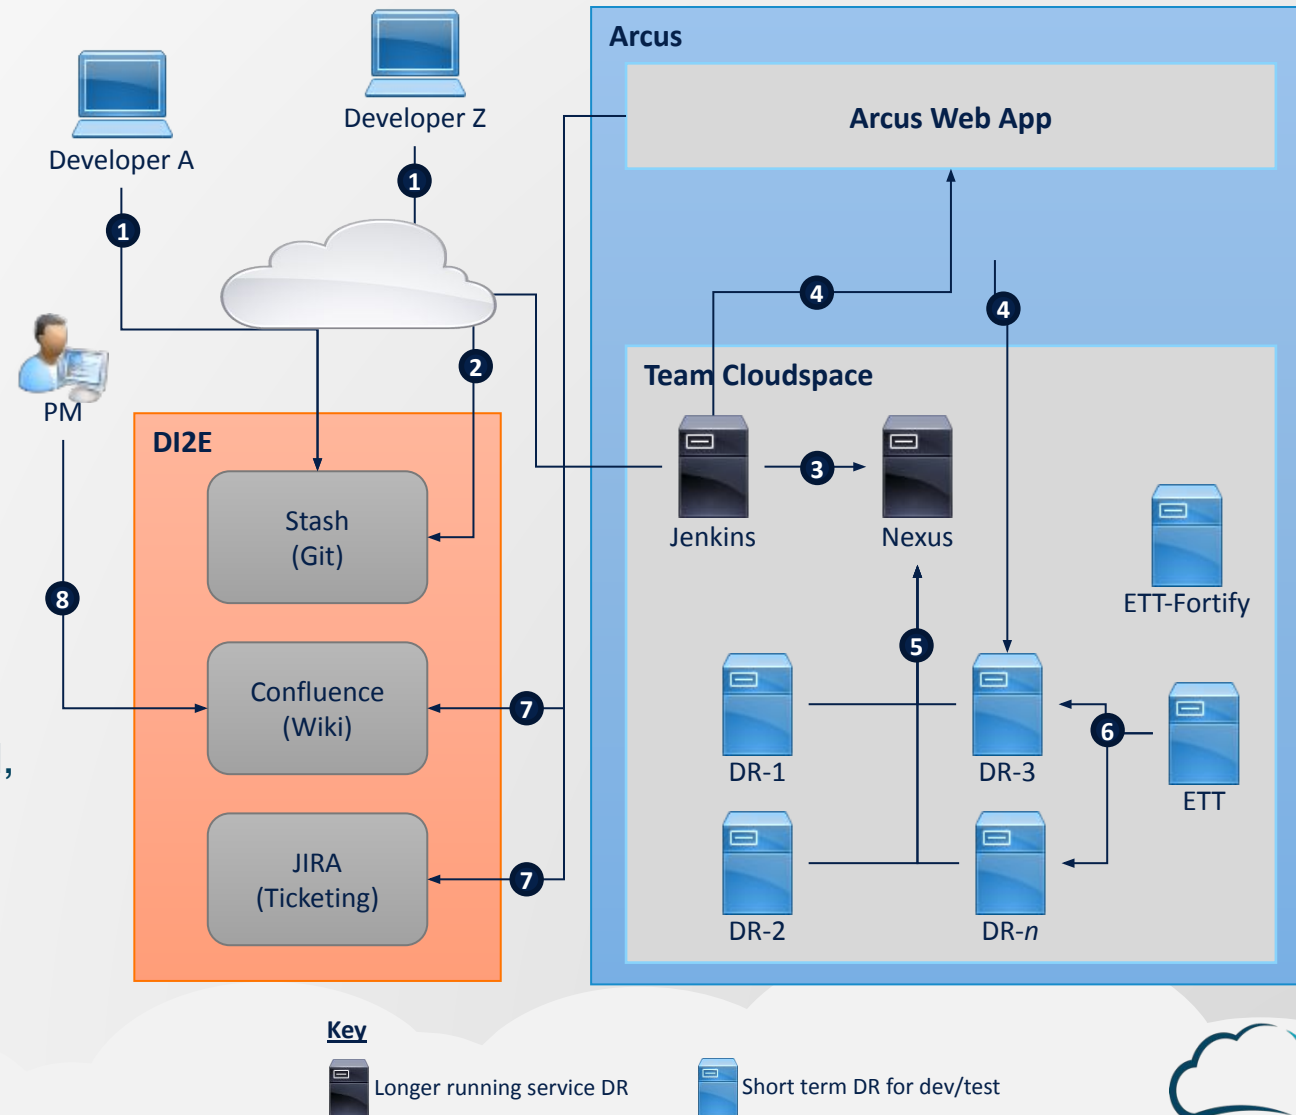 Arcus
Arcus Web App
Developer Z
Developer A
1
1
4
4
2
Team Cloudspace
PM
DI2E
3
Stash
(Git)
Jenkins
Nexus
8
ETT-Fortify
5
Confluence
(Wiki)
7
6
,
DR-1
DR-3
ETT
JIRA
(Ticketing)
7
DR-2
DR-n
Key
Longer running service DR
Short term DR for dev/test